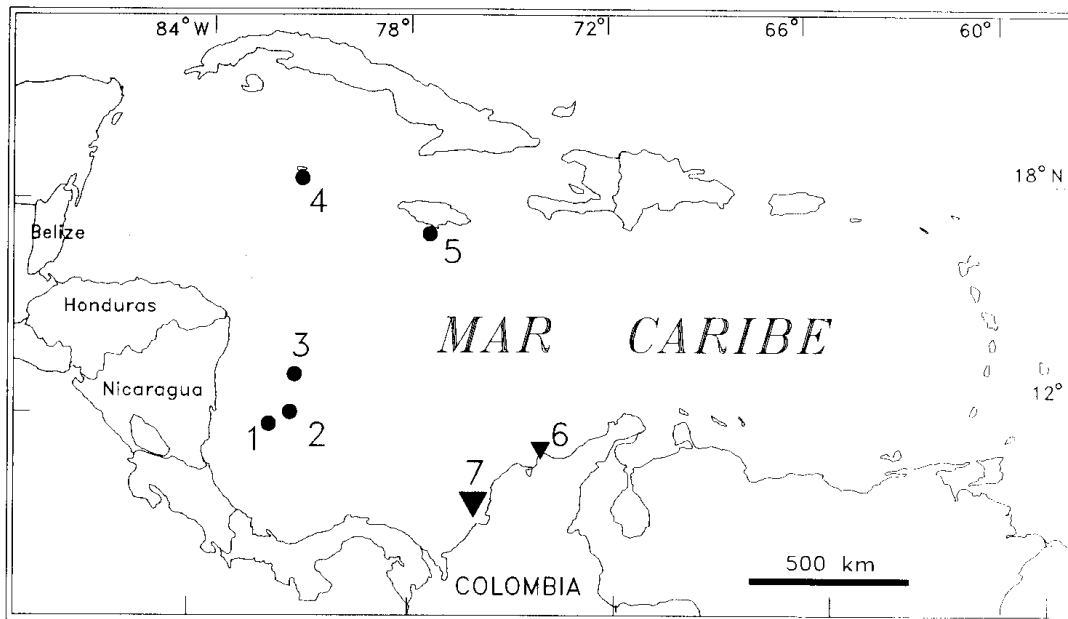 84° W 78° 72° 66° 60°
18° N
4
5
Belize
Honduras
MAR CARIBE
3
Nicaragua
12°
1 2
6
7
500 km
COLOMBIA